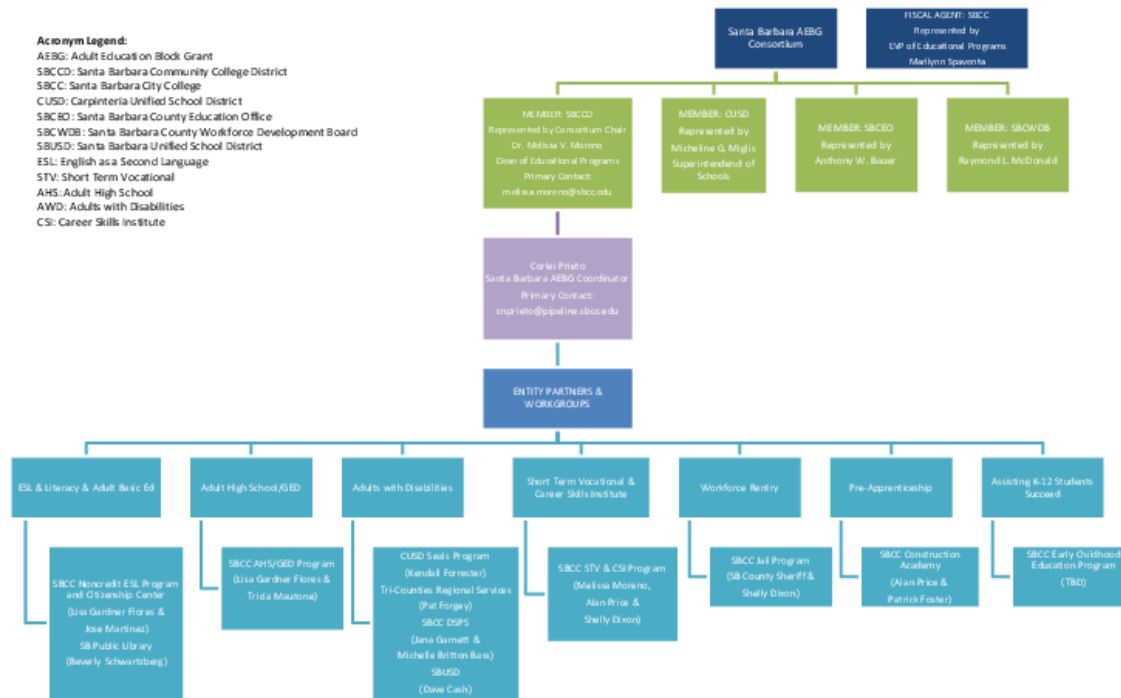 Acronym Legend:
AEBG: Adult Education Block Grant
SBCCD: Santa Barbara Community College District
SBCC: Santa Barbara City College
CUSD: Carpinteria Unified School District
SBCEO: Santa Barbara County Education Office
SBCWDB: Santa Barbara County Workforce Development Board
SBUSD: Santa Barbara Unified School District
ESL: English as a Second Language
STV: Short Term Vocational
AHS: Adult High School
AWD: Adults with Disabilities
CSI: Career Skills Institute
Santa Barbara AEBG
Consortium
FISCAL AGENT: SBCC
Represented by
EVP of Educational Programs
Marilynn Spaventa
MEMBER: SBCCD
Represented by Consortium Chair
Dr. Melissa V. Moreno
Dean of Educational Programs
Primary Contact:
melissa.moreno@sbcc.edu
MEMBER: CUSD
Represented by
Micheline G. Miglis
Superintendend of
Schools
MEMBER: SBCEO
Represented by
Anthony W. Bauer
MEMBER: SBCWDB
Represented by
Raymond L. McDonald
Corlei Prieto
Santa Barbara AEBG Coordinator
Primary Contact:
cnprieto@pipeline.sbcc.edu
ENTITY PARTNERS &
WORKGROUPS
ESL & Literacy & Adult Basic Ed
Adult High School/GED
Adults with Disabilities
Short Term Vocational &
Career Skills Institute
Workforce Rentry
Pre-Apprenticeship
Assisting K-12 Students
Succeed
SBCC Noncredit ESL Program
and Citizenship Center
(Lisa Gardner Flores &
Jose Martinez)
SB Public Library
(Beverly Schwartzberg)
SBCC AHS/GED Program
(Lisa Gardner Flores &
Tricia Mautone)
CUSD Seals Program
(Kendall Forrester)
Tri-Counties Regional Services
(Pat Forgey)
SBCC DSPS
(Jana Garnett &
Michelle Britton Bass)
SBUSD
(Dave Cash)
SBCC STV & CSI Program
(Melissa Moreno,
Alan Price &
Shelly Dixon)
SBCC Jail Program
(SB County Sheriff &
Shelly Dixon)
SBCC Construction
Academy
(Alan Price &
Patrick Foster)
SBCC Early Childhood
Education Program
(TBD)